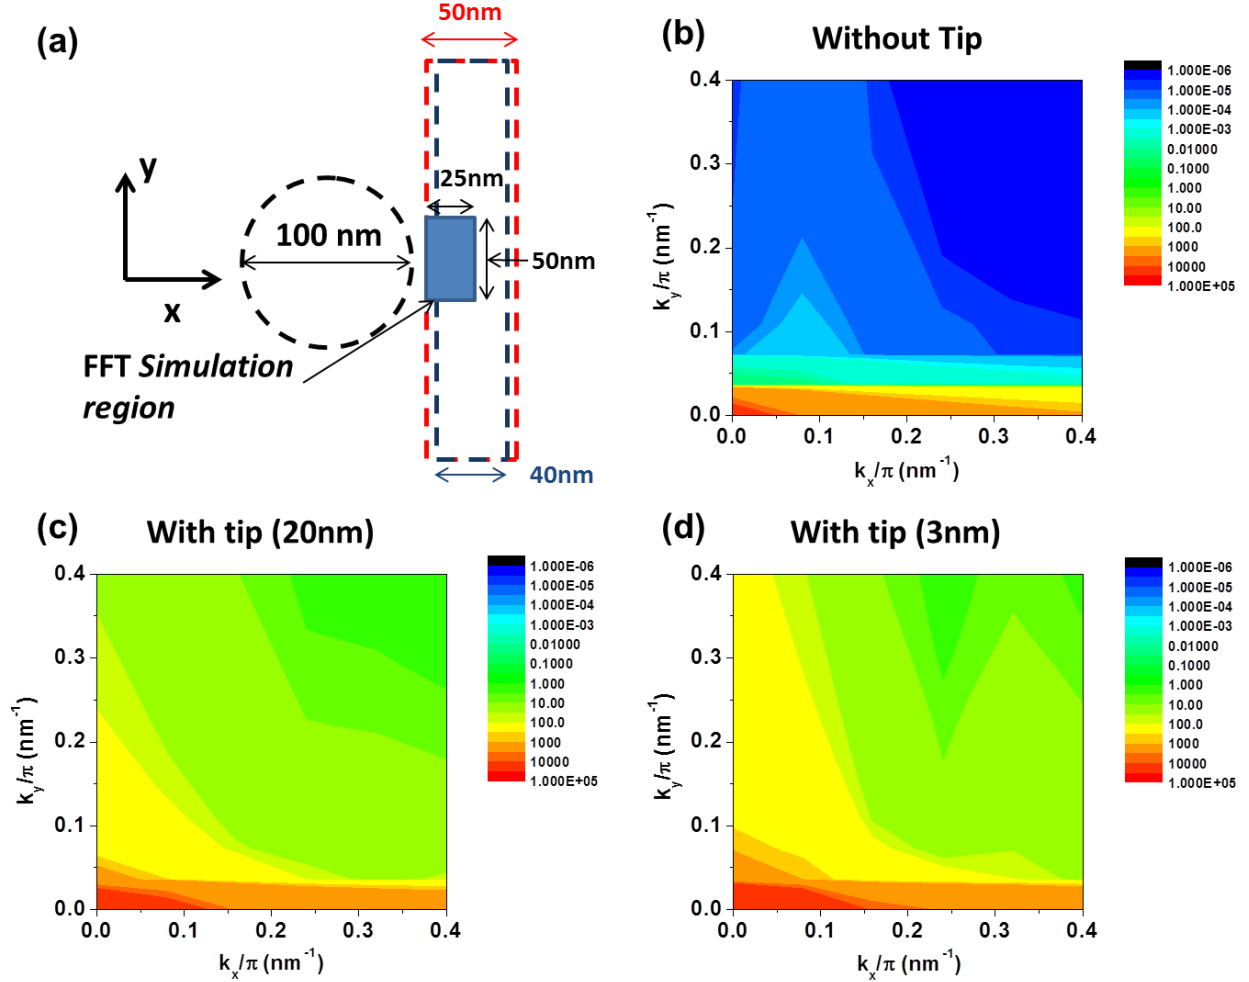 (a)
50nm
y
25nm
100 nm
50nm
x
FFT Simulation
region
40nm
(b)
Without Tip
0.4
0.3
0.2
0.1
0.0
k_y/π (nm⁻¹)
0.0 0.1 0.2 0.3 0.4
k_x/π (nm⁻¹)
1.000E-06
1.000E-05
1.000E-04
1.000E-03
0.01000
0.1000
1.000
10.00
100.0
1000
10000
1.000E+05
(c)
With tip (20nm)
0.4
0.3
0.2
0.1
0.0
k_y/π (nm⁻¹)
0.0 0.1 0.2 0.3 0.4
k_x/π (nm⁻¹)
1.000E-06
1.000E-05
1.000E-04
1.000E-03
0.01000
0.1000
1.000
10.00
100.0
1000
10000
1.000E+05
(d)
With tip (3nm)
0.4
0.3
0.2
0.1
0.0
k_y/π (nm⁻¹)
0.0 0.1 0.2 0.3 0.4
k_x/π (nm⁻¹)
1.000E-06
1.000E-05
1.000E-04
1.000E-03
0.01000
0.1000
1.000
10.00
100.0
1000
10000
1.000E+05